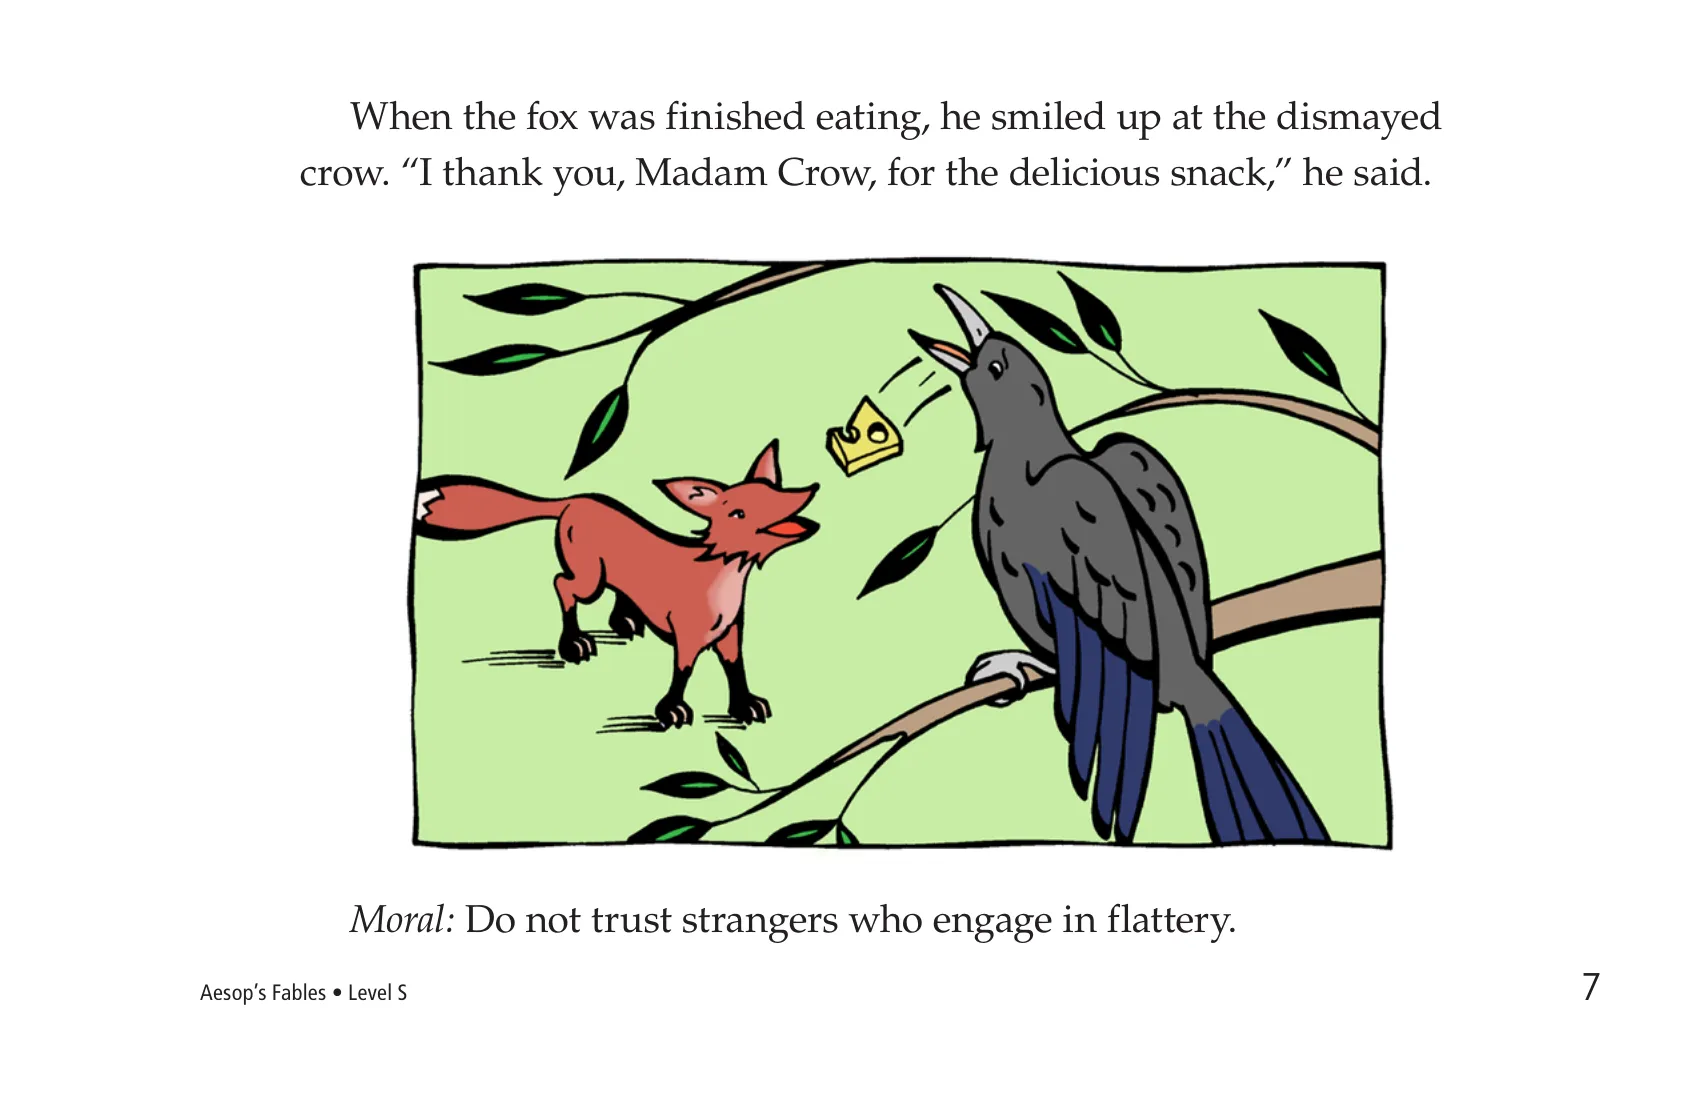 When the fox was finished eating, he smiled up at the dismayed
crow. “I thank you, Madam Crow, for the delicious snack,” he said.
Moral: Do not trust strangers who engage in flattery.
Aesop’s Fables • Level S
7